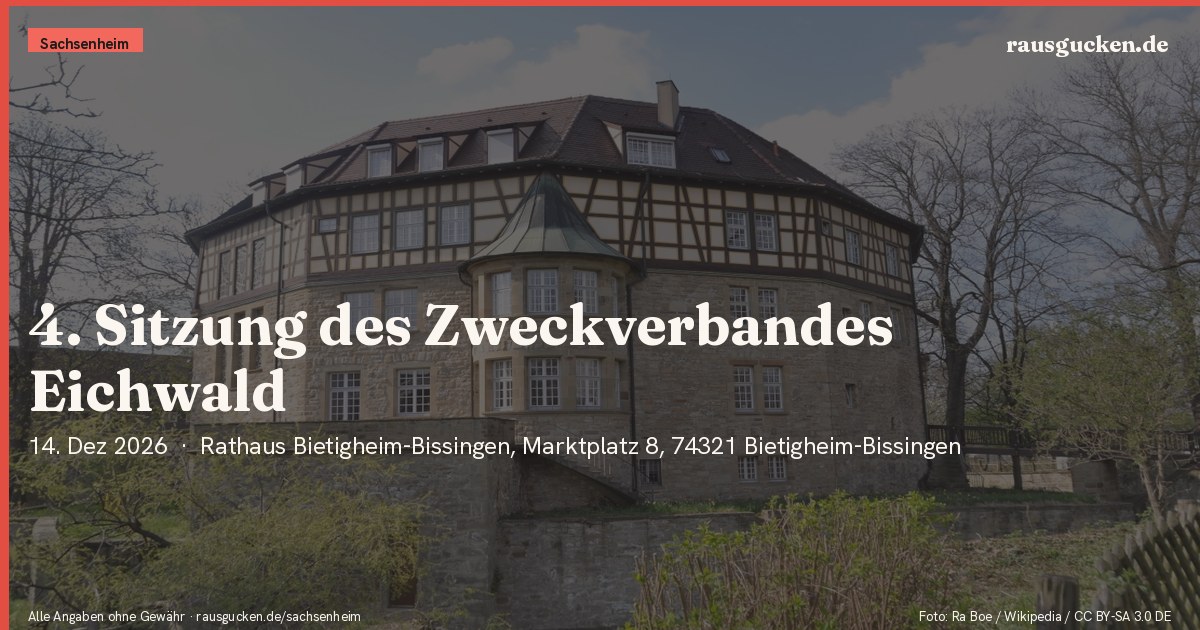 Sachsenheim
rausgucken.de
4. Sitzung des Zweckverbandes
Eichwald
14. Dez 2026 · Rathaus Bietigheim-Bissingen, Marktplatz 8, 74321 Bietigheim-Bissingen
Alle Angaben ohne Gewähr · rausgucken.de/sachsenheim
Foto: Ra Boe / Wikipedia / CC BY-SA 3.0 DE